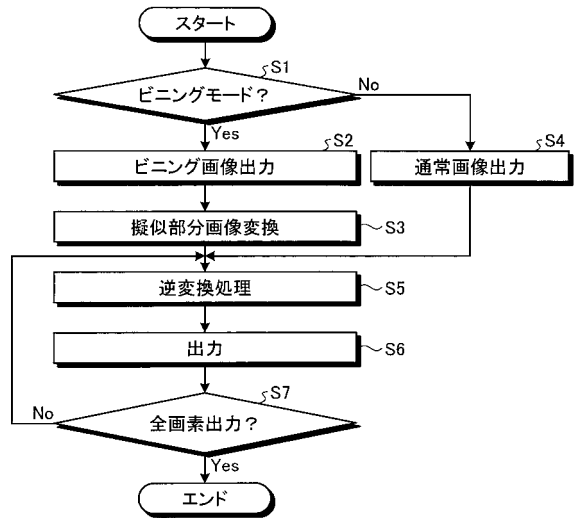 スタート
S1
ビニングモード?
No
Yes
S2
ビニング画像出力
S4
通常画像出力
擬似部分画像変換
S3
逆変換処理
S5
出力
S6
S7
No
全画素出力?
Yes
エンド